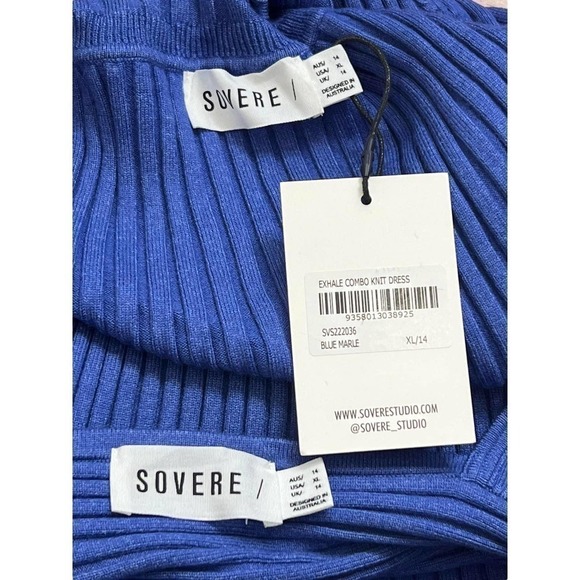 SOVERE /
AUS/ 14
USA/ XL
UK/ 14
DESIGNED IN
AUSTRALIA
EXHALE COMBO KNIT DRESS
9358013038925
SVS222036
BLUE MARLE XL/14
WWW.SOVERESTUDIO.COM
@SOVERE_STUDIO
SOVERE /
AUS/ 14
USA/ XL
UK/ 14
DESIGNED IN
AUSTRALIA